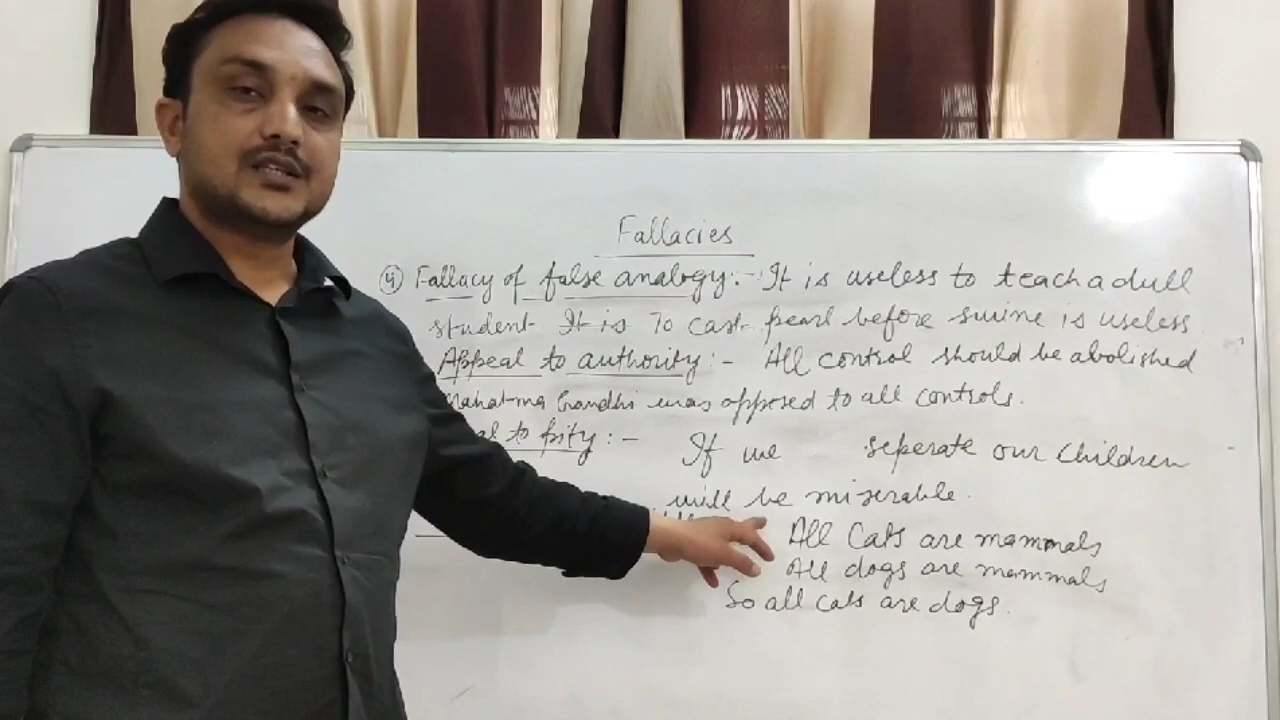 Fallacies
④ Fallacy of false analogy:- It is useless to teach a dull
student. It is To cast pearl before swine is useless
Appeal to authority:- All control should be abolished
Mahatma Gandhi was opposed to all controls.
al to pity:- If we seperate our children
will be miserable.
All Cats are mammals
All dogs are mammals
So all cats are dogs.